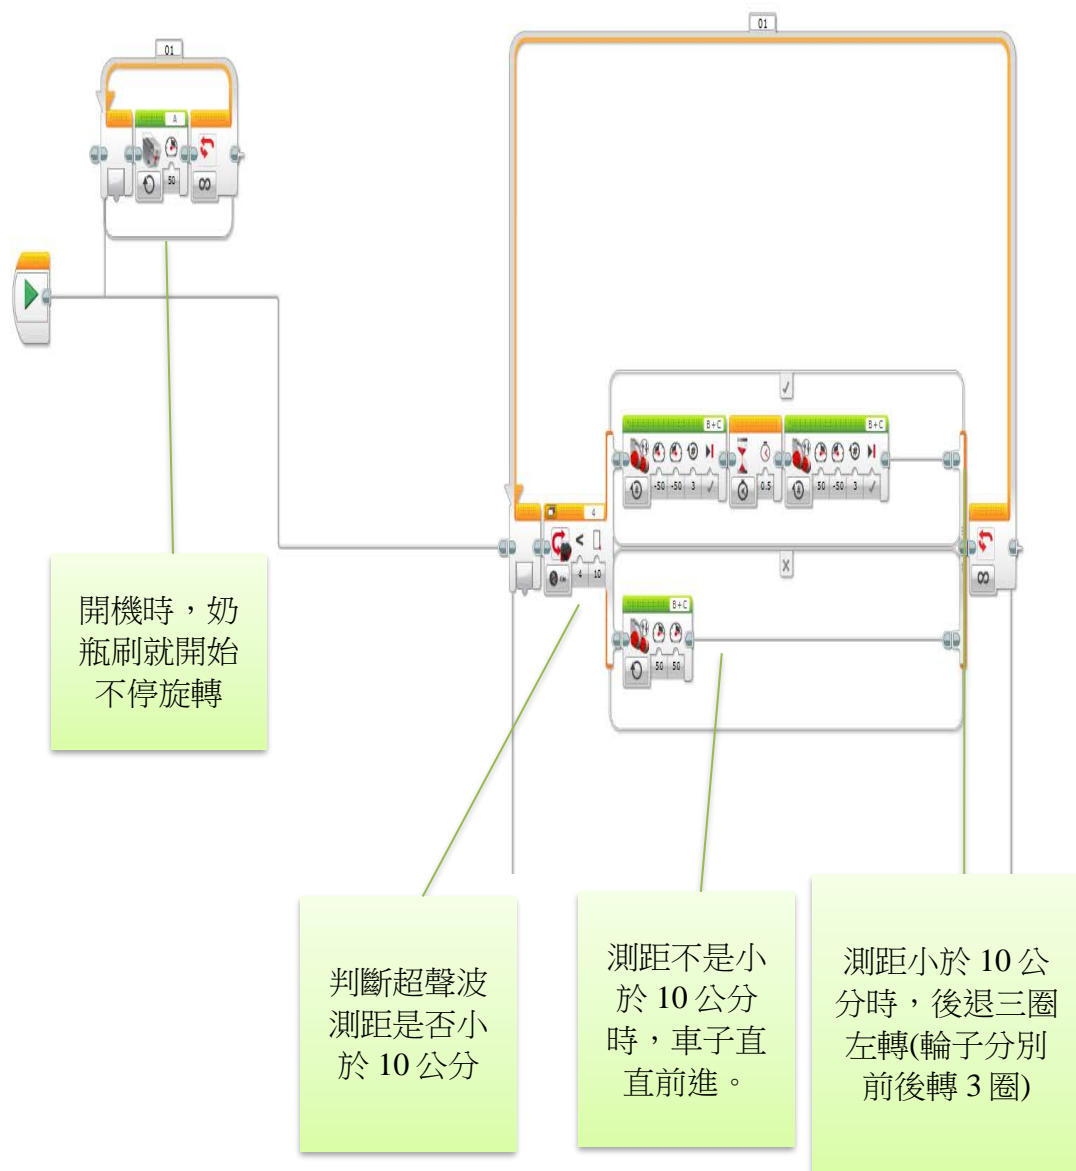 01
01
A
50
B+C
B+C
-50 -50 3
0.5
50 -50 3
4
4 10
B+C
50 50
開機時，奶
瓶刷就開始
不停旋轉
判斷超聲波
測距是否小
於 10 公分
測距不是小
於 10 公分
時，車子直
直前進。
測距小於 10 公
分時，後退三圈
左轉(輪子分別
前後轉 3 圈)